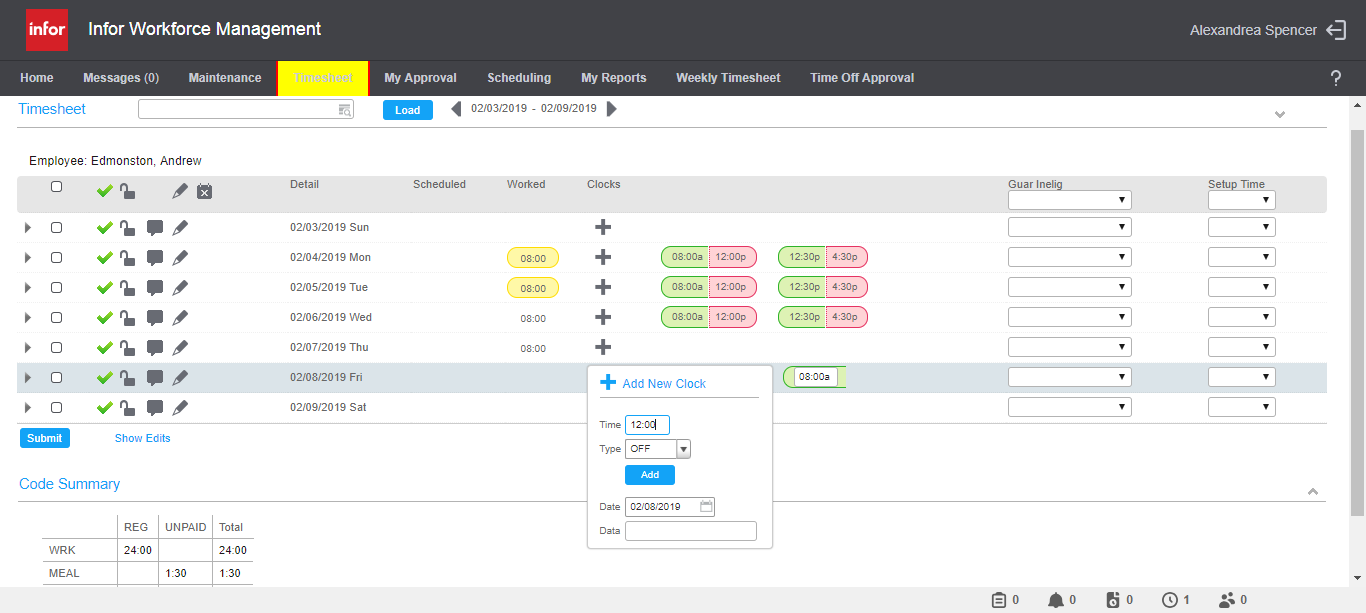 infor Infor Workforce Management Alexandrea Spencer
Home Messages (0) Maintenance Timesheet My Approval Scheduling My Reports Weekly Timesheet Time Off Approval ?
Timesheet Load 02/03/2019 - 02/09/2019
Employee: Edmonston, Andrew
Detail Scheduled Worked Clocks Guar Inelig Setup Time
02/03/2019 Sun
02/04/2019 Mon 08:00 08:00a 12:00p 12:30p 4:30p
02/05/2019 Tue 08:00 08:00a 12:00p 12:30p 4:30p
02/06/2019 Wed 08:00 08:00a 12:00p 12:30p 4:30p
02/07/2019 Thu 08:00
02/08/2019 Fri 08:00a
02/09/2019 Sat
Add New Clock
Time 12:00
Type OFF
Add
Date 02/08/2019
Data
Submit Show Edits
Code Summary
REG UNPAID Total
WRK 24:00 24:00
MEAL 1:30 1:30
0 0 0 1 0